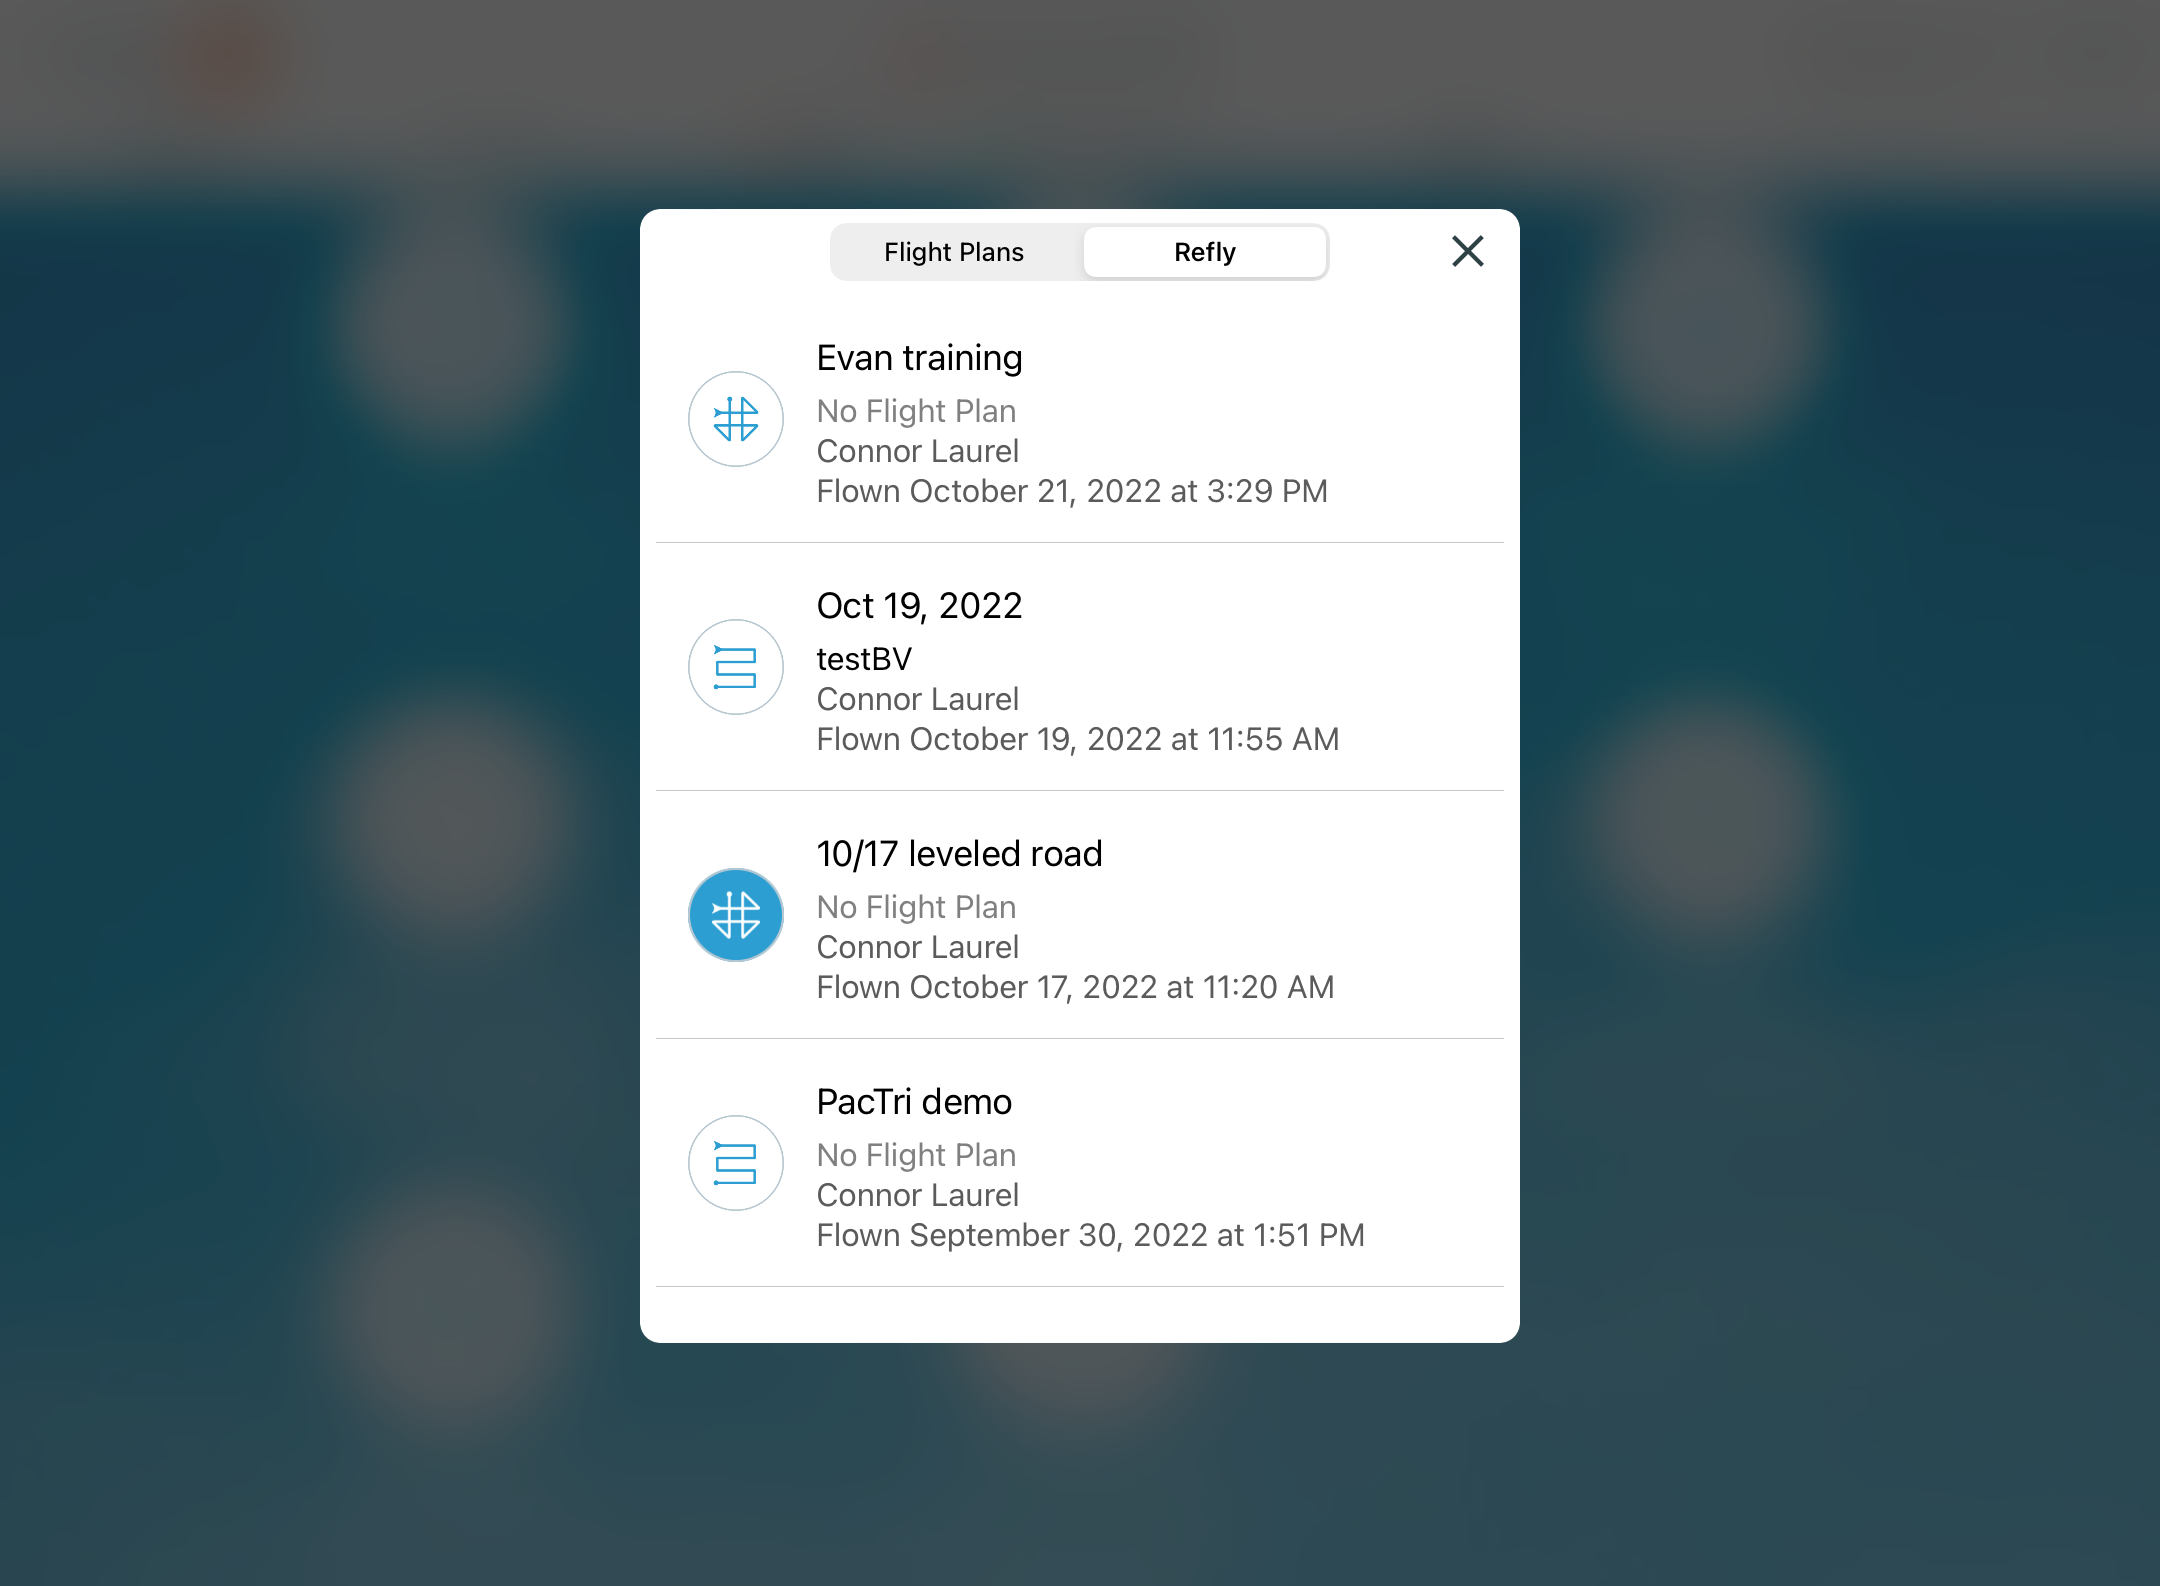 Flight Plans
Refly
Evan training
No Flight Plan
Connor Laurel
Flown October 21, 2022 at 3:29 PM
Oct 19, 2022
testBV
Connor Laurel
Flown October 19, 2022 at 11:55 AM
10/17 leveled road
No Flight Plan
Connor Laurel
Flown October 17, 2022 at 11:20 AM
PacTri demo
No Flight Plan
Connor Laurel
Flown September 30, 2022 at 1:51 PM